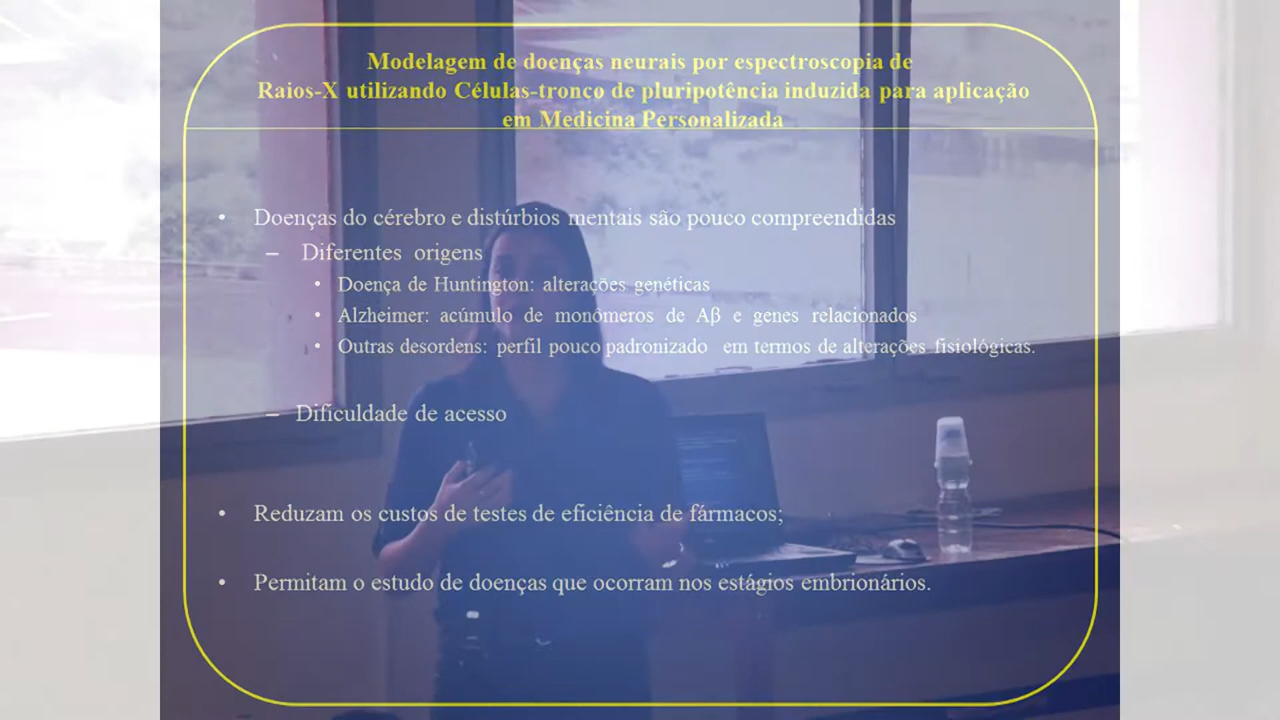 Modelagem de doenças neurais por espectroscopia de
Raios-X utilizando Células-tronco de pluripotência induzida para aplicação
em Medicina Personalizada
• Doenças do cérebro e distúrbios mentais são pouco compreendidas
– Diferentes origens
• Doença de Huntington: alterações genéticas
• Alzheimer: acúmulo de monômeros de Aβ e genes relacionados
• Outras desordens: perfil pouco padronizado em termos de alterações fisiológicas.
– Dificuldade de acesso
• Reduzam os custos de testes de eficiência de fármacos;
• Permitam o estudo de doenças que ocorram nos estágios embrionários.